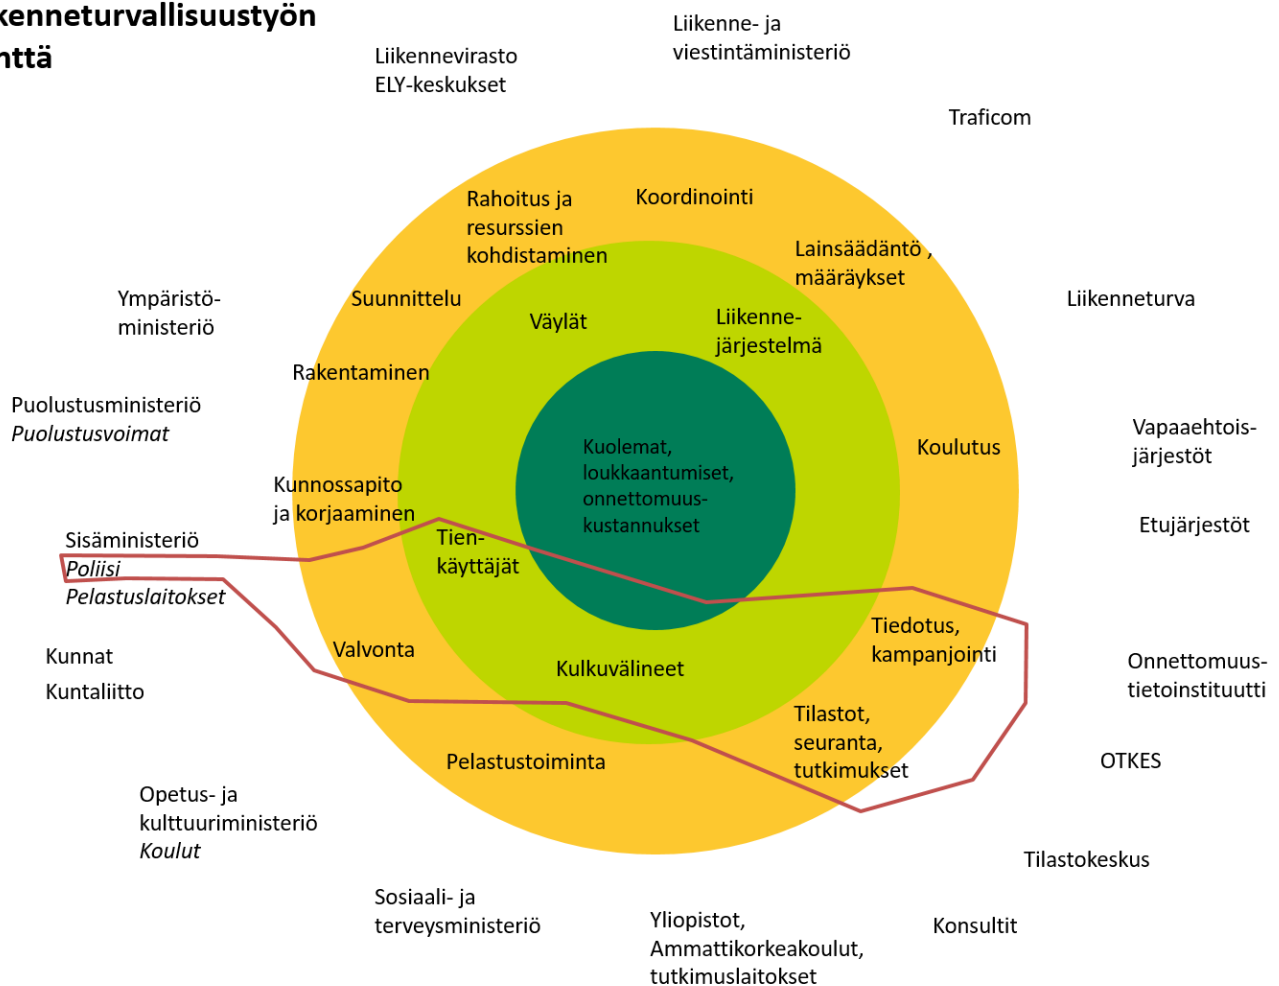 kenneturvallisuustyön
nttä
Liikenne- ja
viestintäministeriö
Liikennevirasto
ELY-keskukset
Traficom
Rahoitus ja
resurssien
kohdistaminen
Koordinointi
Lainsäädäntö ,
määräykset
Ympäristö-
ministeriö
Suunnittelu
Väylät
Liikenne-
järjestelmä
Liikenneturva
Rakentaminen
Puolustusministeriö
Puolustusvoimat
Kuolemat,
loukkaantumiset,
onnettomuus-
kustannukset
Koulutus
Vapaaehtois-
järjestöt
Kunnossapito
ja korjaaminen
Etujärjestöt
Sisäministeriö
Poliisi
Pelastuslaitokset
Tien-
käyttäjät
Kunnat
Kuntaliitto
Valvonta
Kulkuvälineet
Tiedotus,
kampanjointi
Onnettomuus-
tietoinstituutti
Tilastot,
seuranta,
tutkimukset
Pelastustoiminta
OTKES
Opetus- ja
kulttuuriministeriö
Koulut
Tilastokeskus
Sosiaali- ja
terveysministeriö
Yliopistot,
Ammattikorkeakoulut,
tutkimuslaitokset
Konsultit